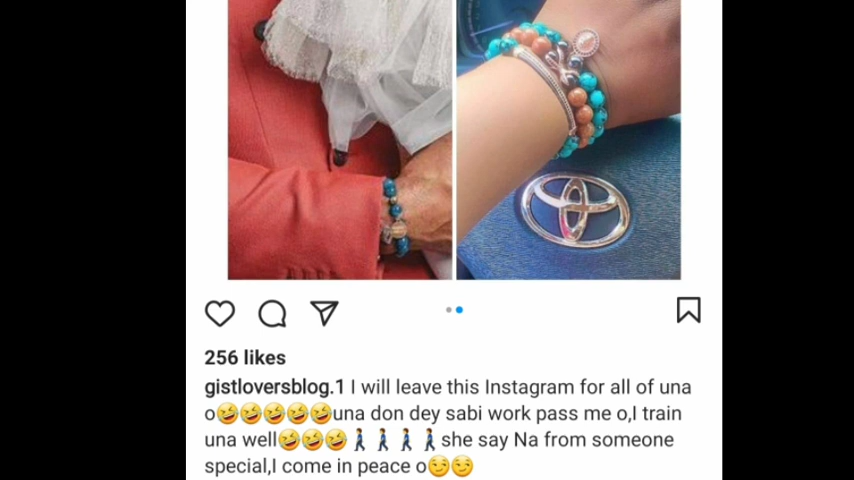 256 likes
gistloversblog.1 I will leave this Instagram for all of una
o🤣🤣🤣🤣🤣una don dey sabi work pass me o,I train
una well🤣🤣🤣🚶‍♂️🚶‍♂️🚶‍♂️🚶‍♂️she say Na from someone
special,I come in peace o😏😏